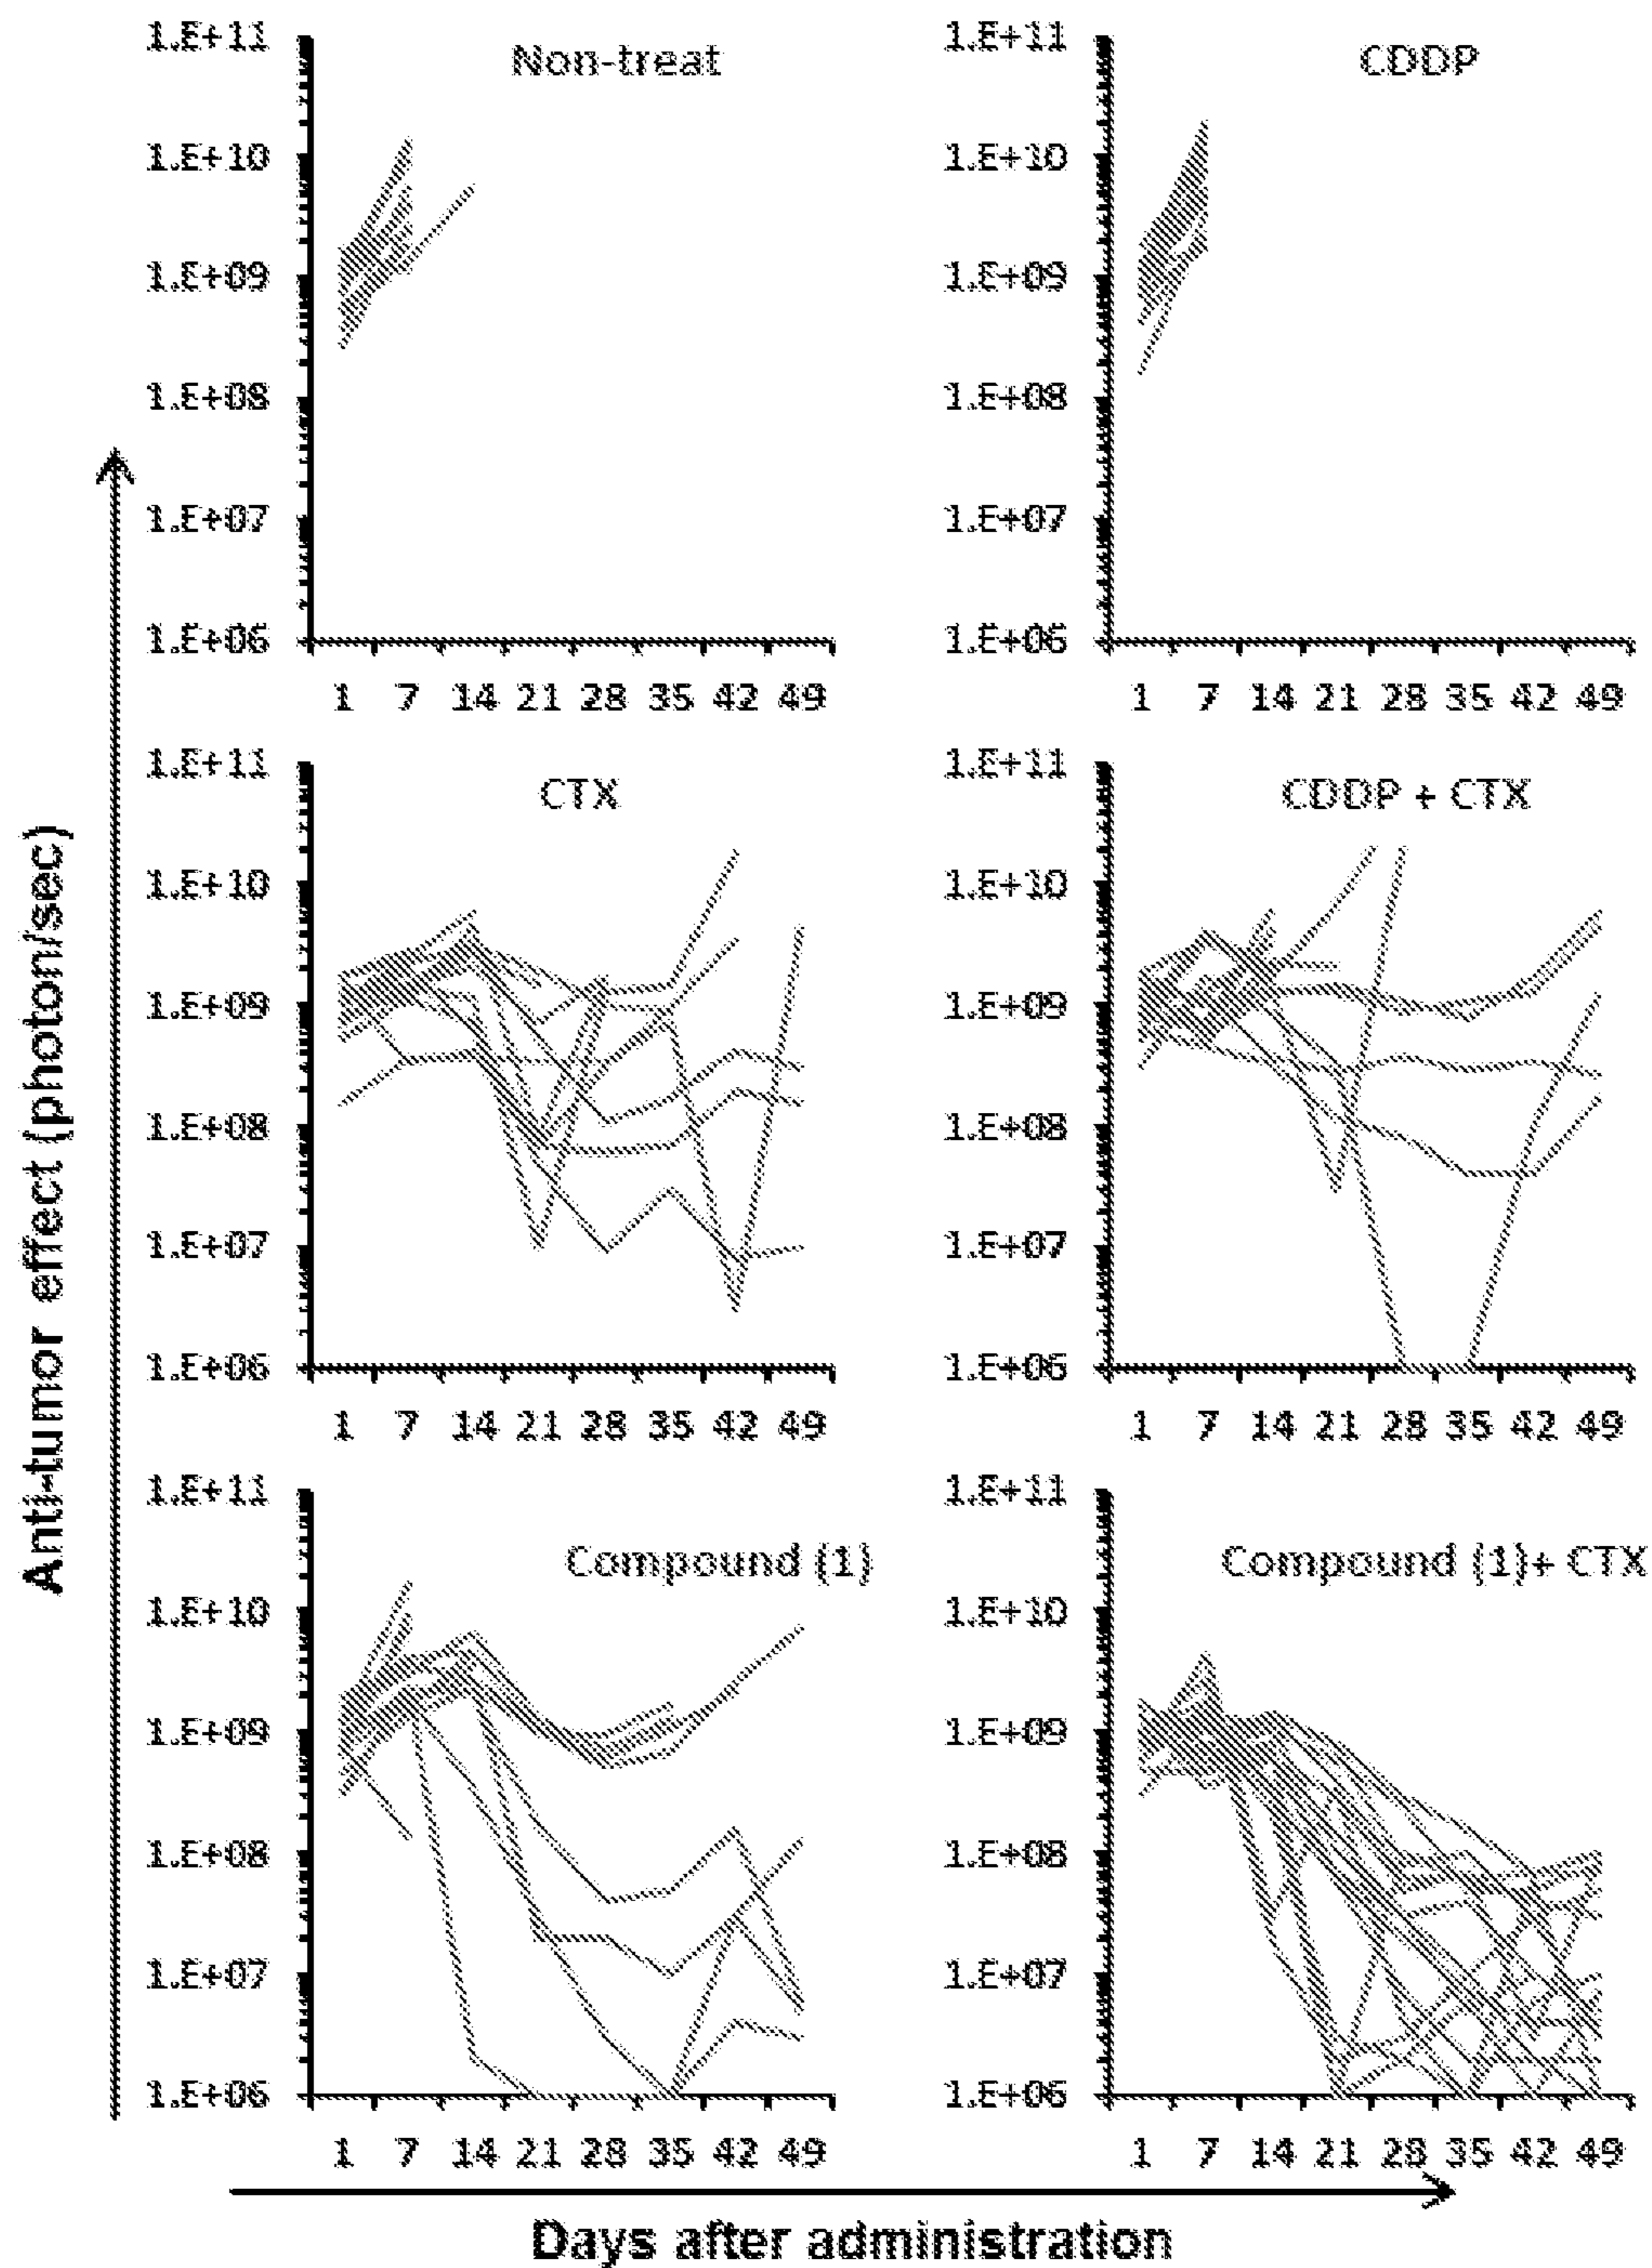 Anti-tumor effect (photon/sec)
Non-treat
1.E+11
1.E+10
1.E+09
1.E+08
1.E+07
1.E+06
1 7 14 21 28 35 42 49
CDDP
1.E+11
1.E+10
1.E+09
1.E+08
1.E+07
1.E+06
1 7 14 21 28 35 42 49
CTX
1.E+11
1.E+10
1.E+09
1.E+08
1.E+07
1.E+06
1 7 14 21 28 35 42 49
CDDP + CTX
1.E+11
1.E+10
1.E+09
1.E+08
1.E+07
1.E+06
1 7 14 21 28 35 42 49
Compound (1)
1.E+11
1.E+10
1.E+09
1.E+08
1.E+07
1.E+06
1 7 14 21 28 35 42 49
Compound (1)+ CTX
1.E+11
1.E+10
1.E+09
1.E+08
1.E+07
1.E+06
1 7 14 21 28 35 42 49
Days after administration